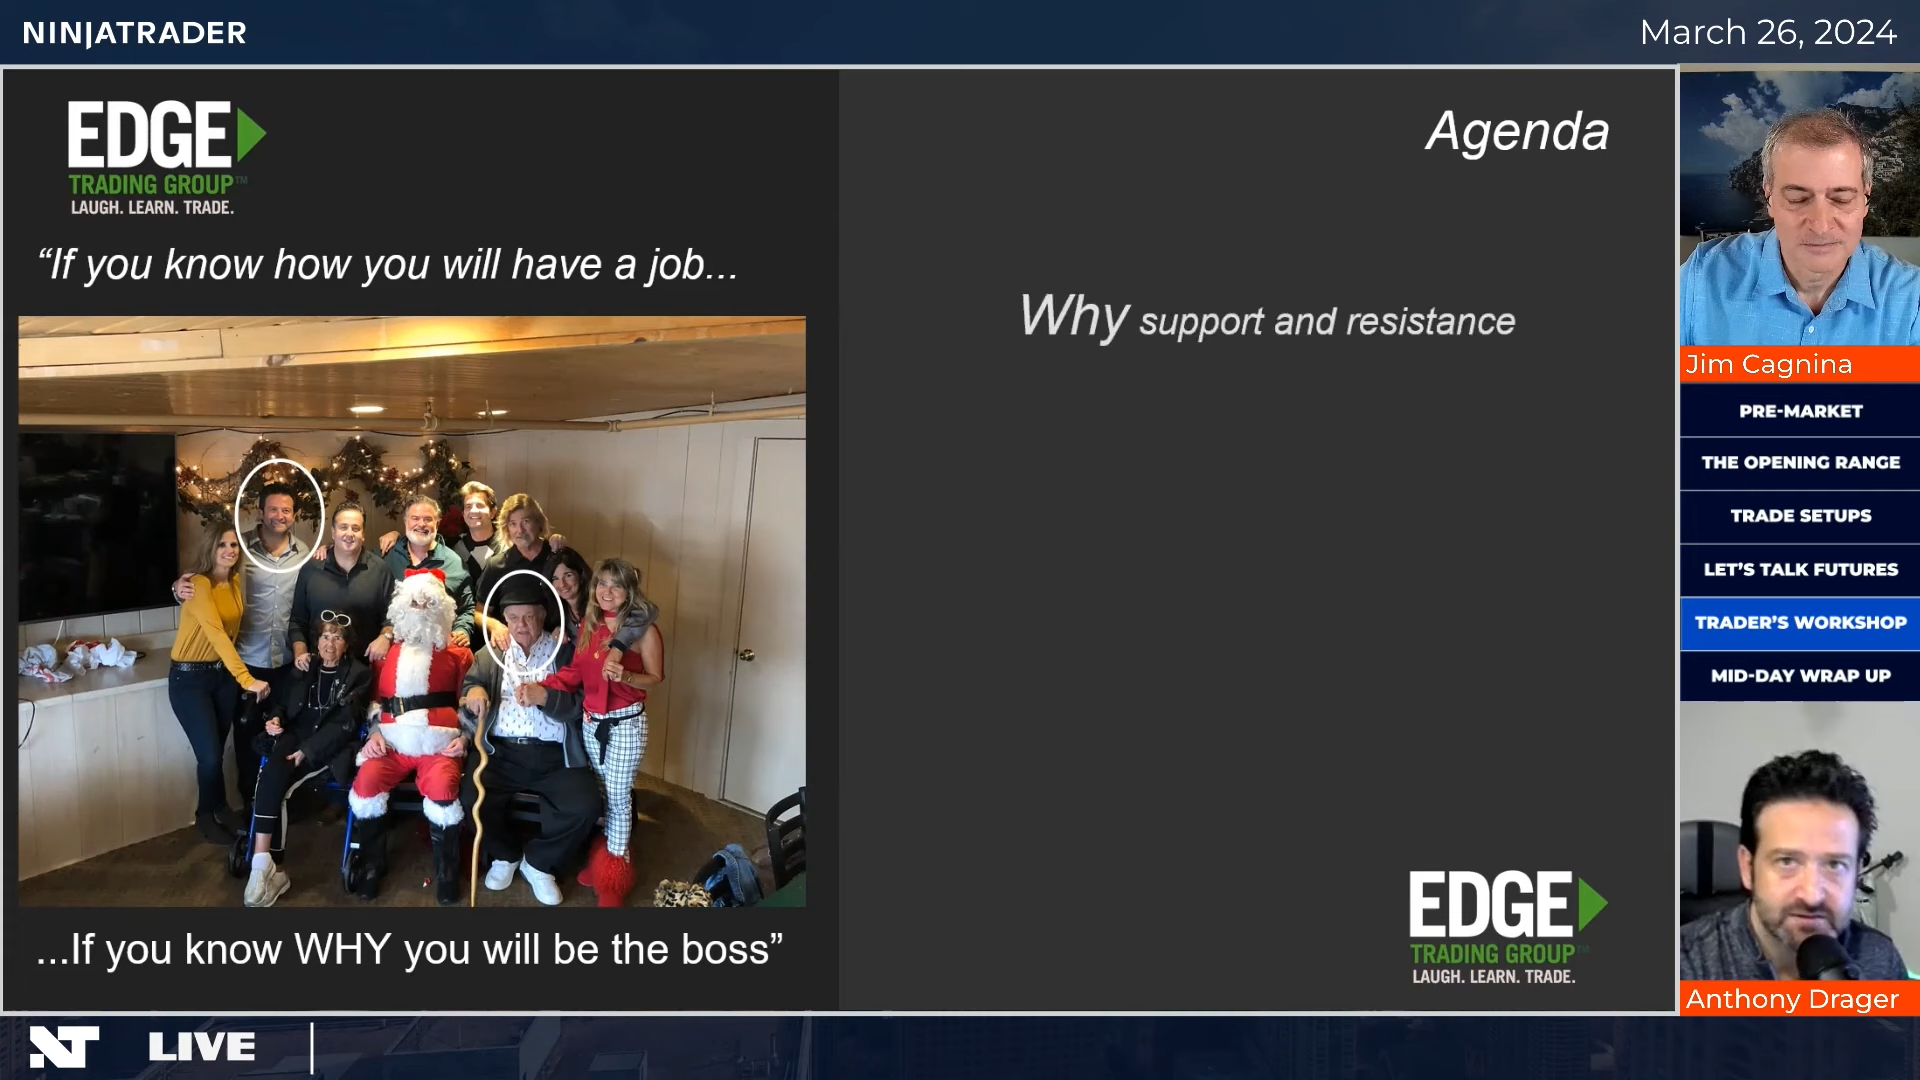 NINJATRADER
March 26, 2024
EDGE
TRADING GROUP™
LAUGH. LEARN. TRADE.
“If you know how you will have a job...
...If you know WHY you will be the boss”
Agenda
Why support and resistance
EDGE
TRADING GROUP™
LAUGH. LEARN. TRADE.
Jim Cagnina
PRE-MARKET
THE OPENING RANGE
TRADE SETUPS
LET’S TALK FUTURES
TRADER’S WORKSHOP
MID-DAY WRAP UP
Anthony Drager
NT LIVE